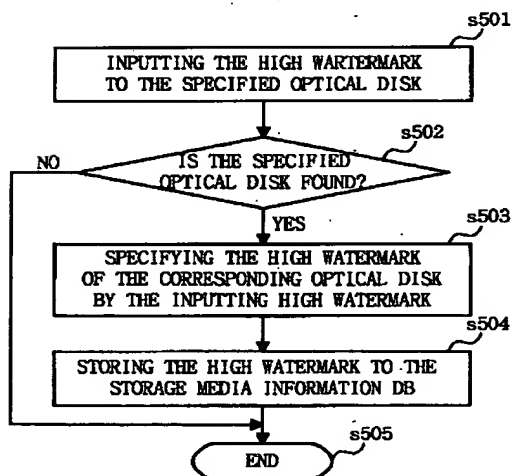 s501
INPUTTING THE HIGH WARTERMARK
TO THE SPECIFIED OPTICAL DISK
s502
NO
IS THE SPECIFIED
OPTICAL DISK FOUND?
YES
s503
SPECIFYING THE HIGH WATERMARK
OF THE CORRESPONDING OPTICAL DISK
BY THE INPUTTING HIGH WATERMARK
s504
STORING THE HIGH WATERMARK TO THE
STORAGE MEDIA INFORMATION DB
s505
END